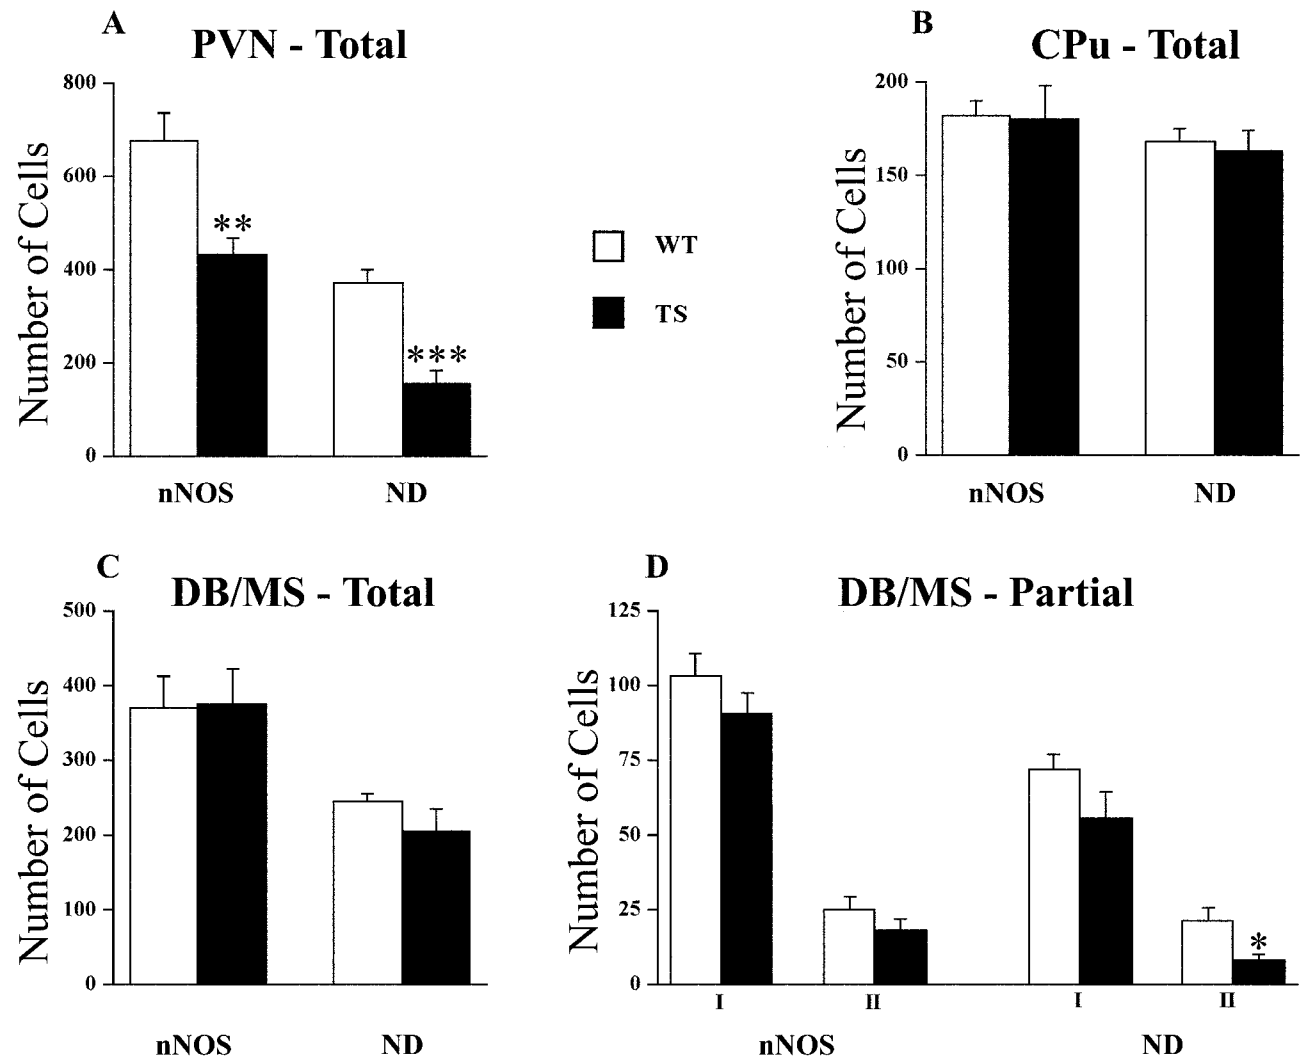 A
PVN - Total
Number of Cells
800
600
400
200
0
**
***
nNOS ND
WT
TS
B
CPu - Total
Number of Cells
200
150
100
50
0
nNOS ND
C
DB/MS - Total
Number of Cells
500
400
300
200
100
0
nNOS ND
D
DB/MS - Partial
Number of Cells
125
100
75
50
25
0
*
I II I II
nNOS ND